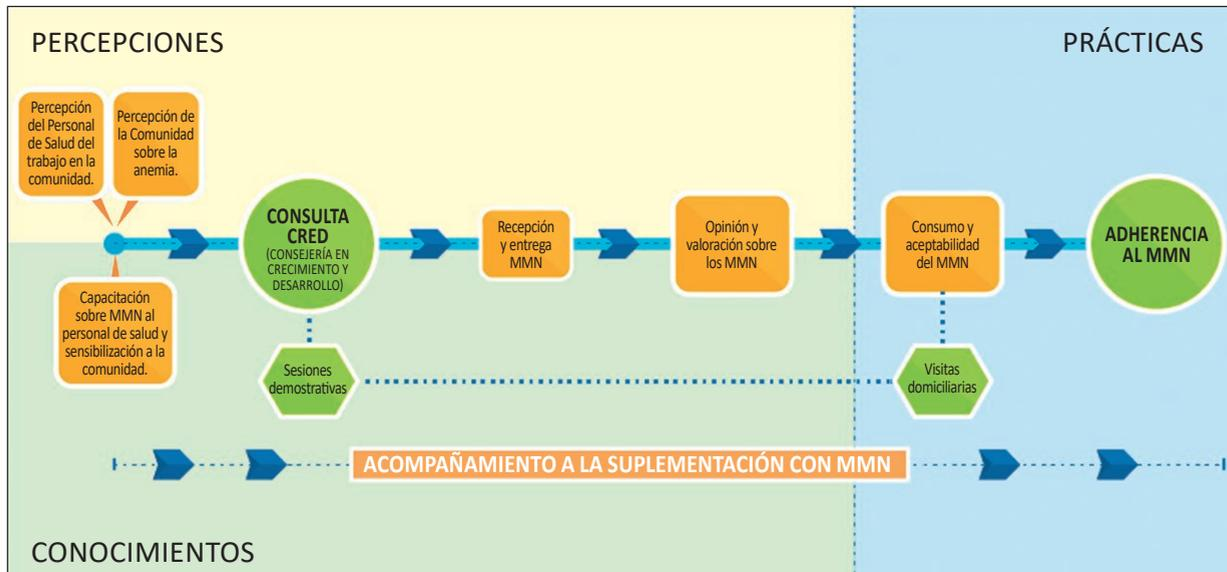 PERCEPCIONES
PRÁCTICAS
Percepción
del Personal
de Salud del
trabajo en la
comunidad.
Percepción de
la Comunidad
sobre la
anemia.
CONSULTA
CRED
(CONSEJERÍA EN
CRECIMIENTO Y
DESARROLLO)
Recepción
y entrega
MMN
Opinión y
valoración sobre
los MMN
Consumo y
aceptabilidad
del MMN
ADHERENCIA
AL MMN
Capacitación
sobre MMN al
personal de salud y
sensibilización a la
comunidad.
Sesiones
demostrativas
Visitas
domiciliarias
ACOMPAÑAMIENTO A LA SUPLEMENTACIÓN CON MMN
CONOCIMIENTOS